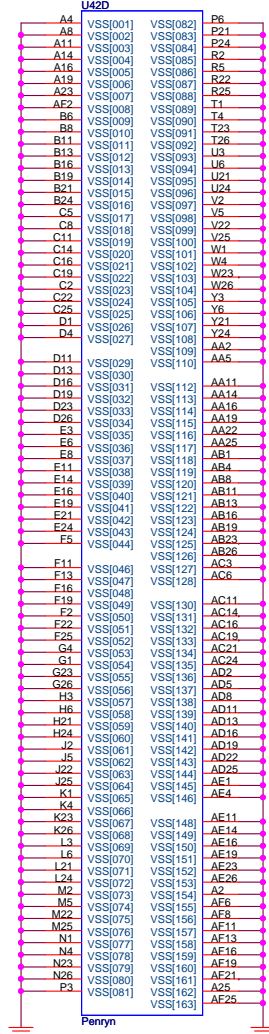 U42D
A4 VSS[001] VSS[082] P6
A8 VSS[002] VSS[083] P21
A11 VSS[003] VSS[084] P24
A14 VSS[004] VSS[085] R2
A16 VSS[005] VSS[086] R5
A19 VSS[006] VSS[087] R22
A23 VSS[007] VSS[088] R25
AF2 VSS[008] VSS[089] T1
B6 VSS[009] VSS[090] T4
B8 VSS[010] VSS[091] T23
B11 VSS[011] VSS[092] T26
B13 VSS[012] VSS[093] U3
B16 VSS[013] VSS[094] U6
B19 VSS[014] VSS[095] U21
B21 VSS[015] VSS[096] U24
B24 VSS[016] VSS[097] V2
C5 VSS[017] VSS[098] V5
C8 VSS[018] VSS[099] V22
C11 VSS[019] VSS[100] V25
C14 VSS[020] VSS[101] W1
C16 VSS[021] VSS[102] W4
C19 VSS[022] VSS[103] W23
C2 VSS[023] VSS[104] W26
C22 VSS[024] VSS[105] Y3
C25 VSS[025] VSS[106] Y6
D1 VSS[026] VSS[107] Y21
D4 VSS[027] VSS[108] Y24
VSS[109] AA2
D11 VSS[029] VSS[110] AA5
D13 VSS[030]
D16 VSS[031] VSS[112] AA11
D19 VSS[032] VSS[113] AA14
D23 VSS[033] VSS[114] AA16
D26 VSS[034] VSS[115] AA19
E3 VSS[035] VSS[116] AA22
E6 VSS[036] VSS[117] AA25
E8 VSS[037] VSS[118] AB1
E11 VSS[038] VSS[119] AB4
E14 VSS[039] VSS[120] AB8
E16 VSS[040] VSS[121] AB11
E19 VSS[041] VSS[122] AB13
E21 VSS[042] VSS[123] AB16
E24 VSS[043] VSS[124] AB19
F5 VSS[044] VSS[125] AB23
VSS[126] AB26
F11 VSS[046] VSS[127] AC3
F13 VSS[047] VSS[128] AC6
F16 VSS[048]
F19 VSS[049] VSS[130] AC11
F2 VSS[050] VSS[131] AC14
F22 VSS[051] VSS[132] AC16
F25 VSS[052] VSS[133] AC19
G4 VSS[053] VSS[134] AC21
G1 VSS[054] VSS[135] AC24
G23 VSS[055] VSS[136] AD2
G26 VSS[056] VSS[137] AD5
H3 VSS[057] VSS[138] AD8
H6 VSS[058] VSS[139] AD11
H21 VSS[059] VSS[140] AD13
H24 VSS[060] VSS[141] AD16
J2 VSS[061] VSS[142] AD19
J5 VSS[062] VSS[143] AD22
J22 VSS[063] VSS[144] AD25
J25 VSS[064] VSS[145] AE1
K1 VSS[065] VSS[146] AE4
K4 VSS[066]
K23 VSS[067] VSS[148] AE11
K26 VSS[068] VSS[149] AE14
L3 VSS[069] VSS[150] AE16
L6 VSS[070] VSS[151] AE19
L21 VSS[071] VSS[152] AE23
L24 VSS[072] VSS[153] AE26
M2 VSS[073] VSS[154] A2
M5 VSS[074] VSS[155] AF6
M22 VSS[075] VSS[156] AF8
M25 VSS[076] VSS[157] AF11
N1 VSS[077] VSS[158] AF13
N4 VSS[078] VSS[159] AF16
N23 VSS[079] VSS[160] AF19
N26 VSS[080] VSS[161] AF21
P3 VSS[081] VSS[162] A25
VSS[163] AF25
Penryn